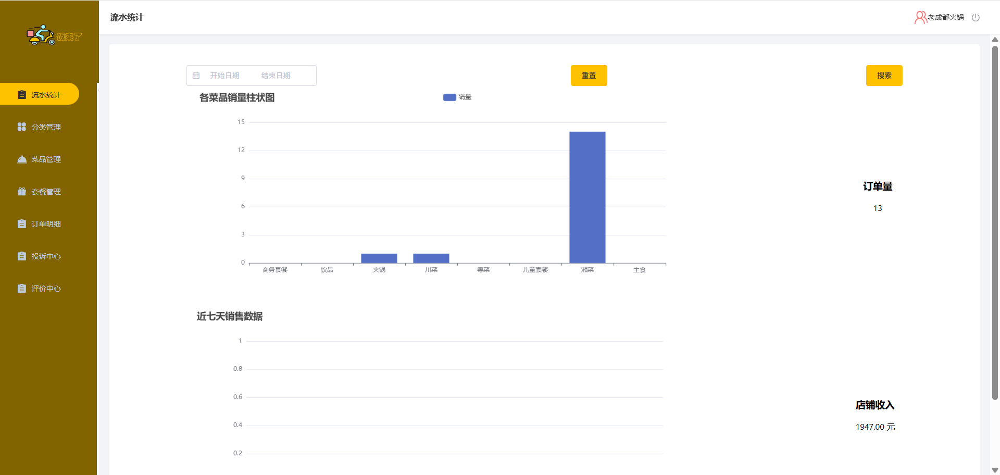 饭来了
流水统计
老成都火锅
流水统计
分类管理
菜品管理
套餐管理
订单明细
投诉中心
评价中心
开始日期 结束日期
重置
搜索
各菜品销量柱状图
销量
15
12
9
6
3
0
商务套餐 饮品 火锅 川菜 粤菜 儿童套餐 湘菜 主食
订单量
13
近七天销售数据
1
0.8
0.6
0.4
0.2
店铺收入
1947.00 元